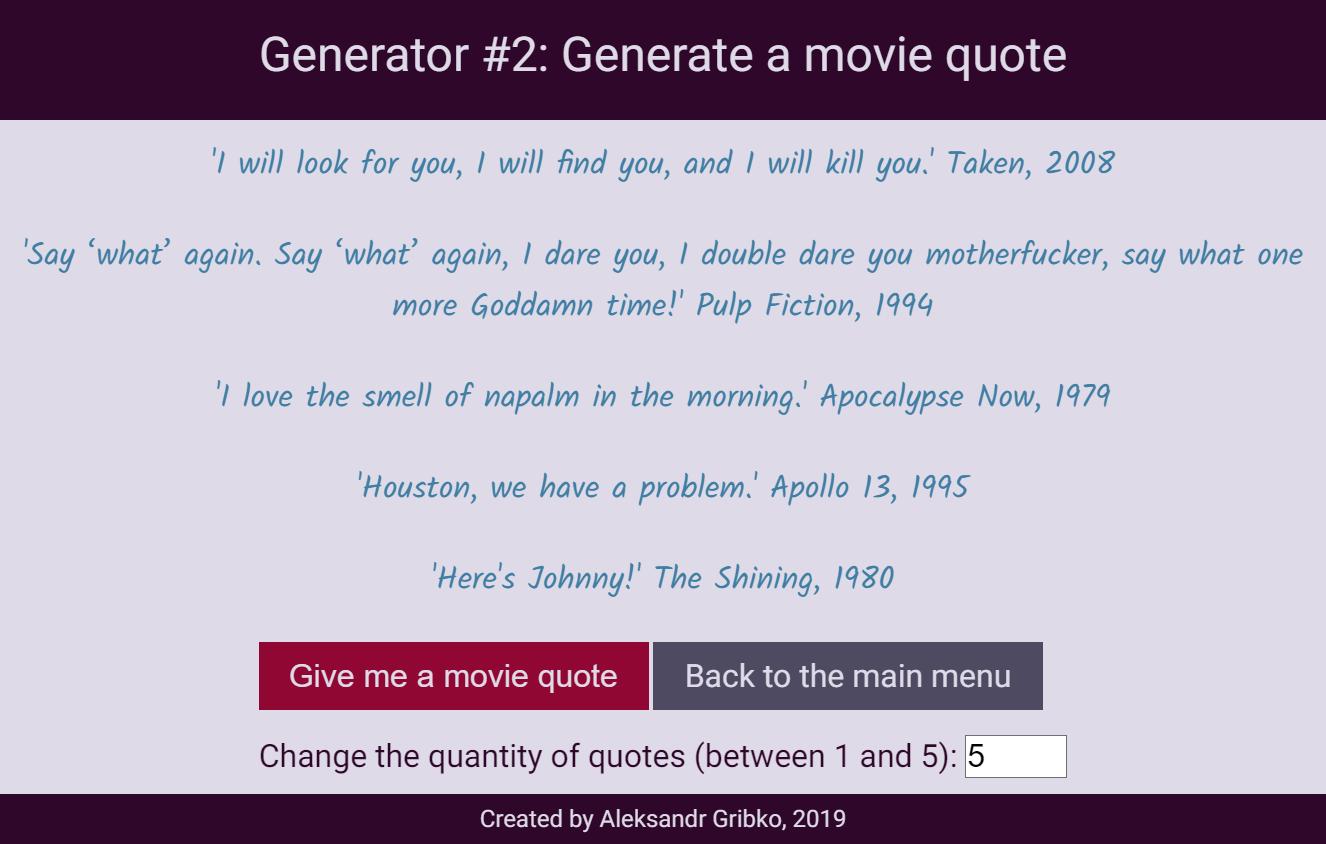 Generator #2: Generate a movie quote
'I will look for you, I will find you, and I will kill you.' Taken, 2008
'Say ‘what’ again. Say ‘what’ again, I dare you, I double dare you motherfucker, say what one
more Goddamn time!' Pulp Fiction, 1994
'I love the smell of napalm in the morning.' Apocalypse Now, 1979
'Houston, we have a problem.' Apollo 13, 1995
'Here's Johnny!' The Shining, 1980
Give me a movie quote
Back to the main menu
Change the quantity of quotes (between 1 and 5): 5
Created by Aleksandr Gribko, 2019